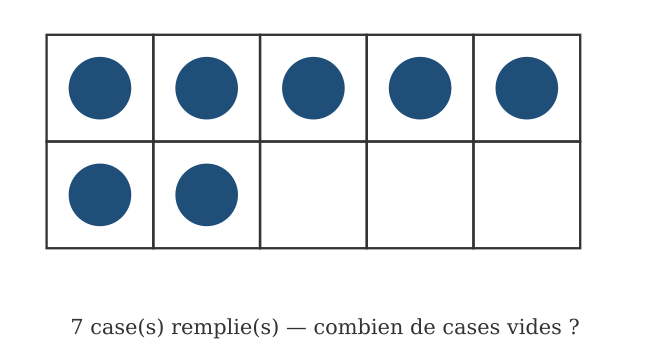 7 case(s) remplie(s) — combien de cases vides ?